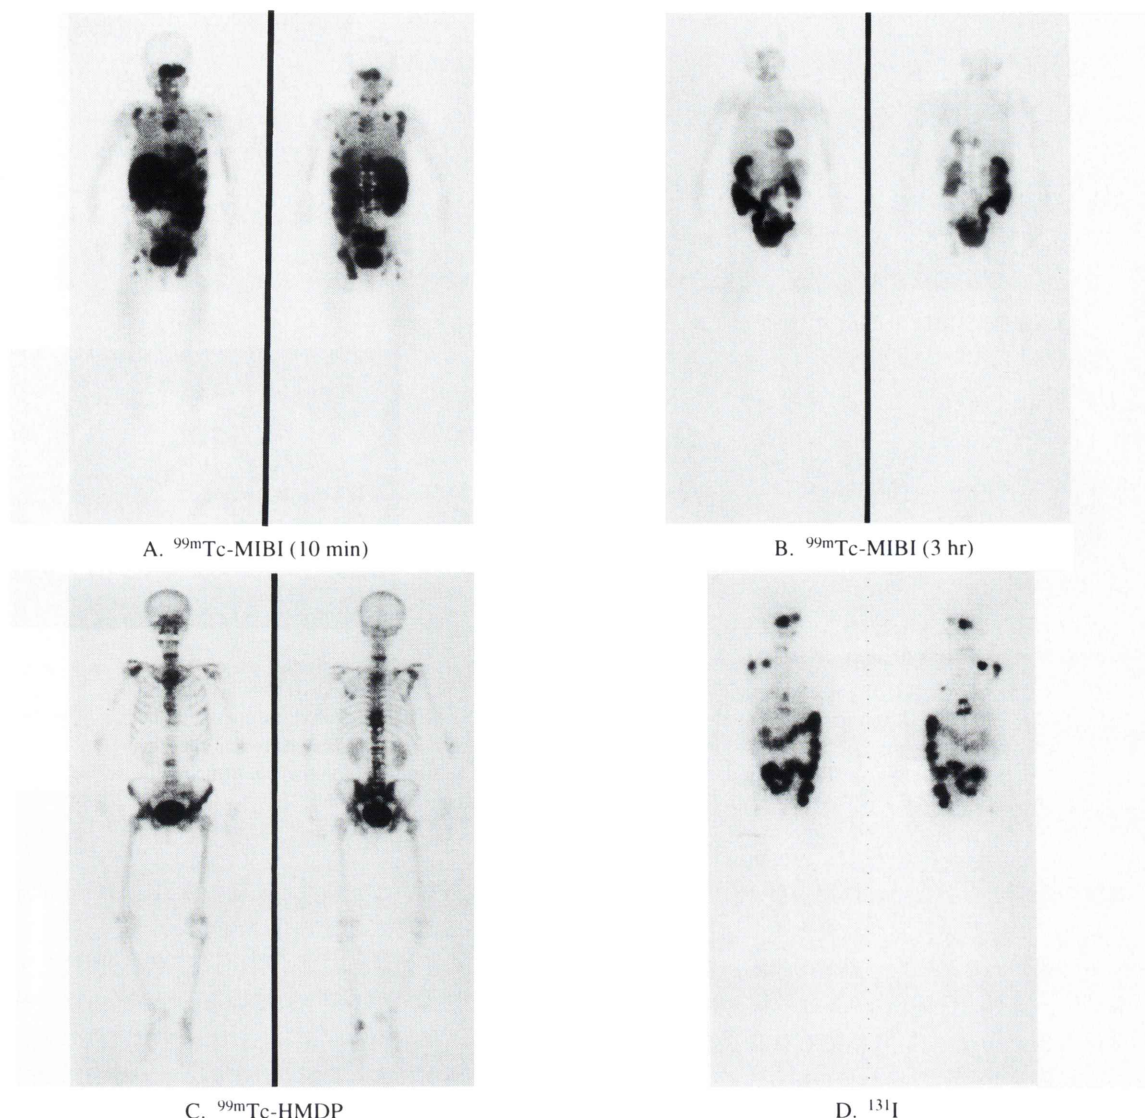 A. ⁹⁹ᵐTc-MIBI (10 min)
B. ⁹⁹ᵐTc-MIBI (3 hr)
C. ⁹⁹ᵐTc-HMDP
D. ¹³¹I